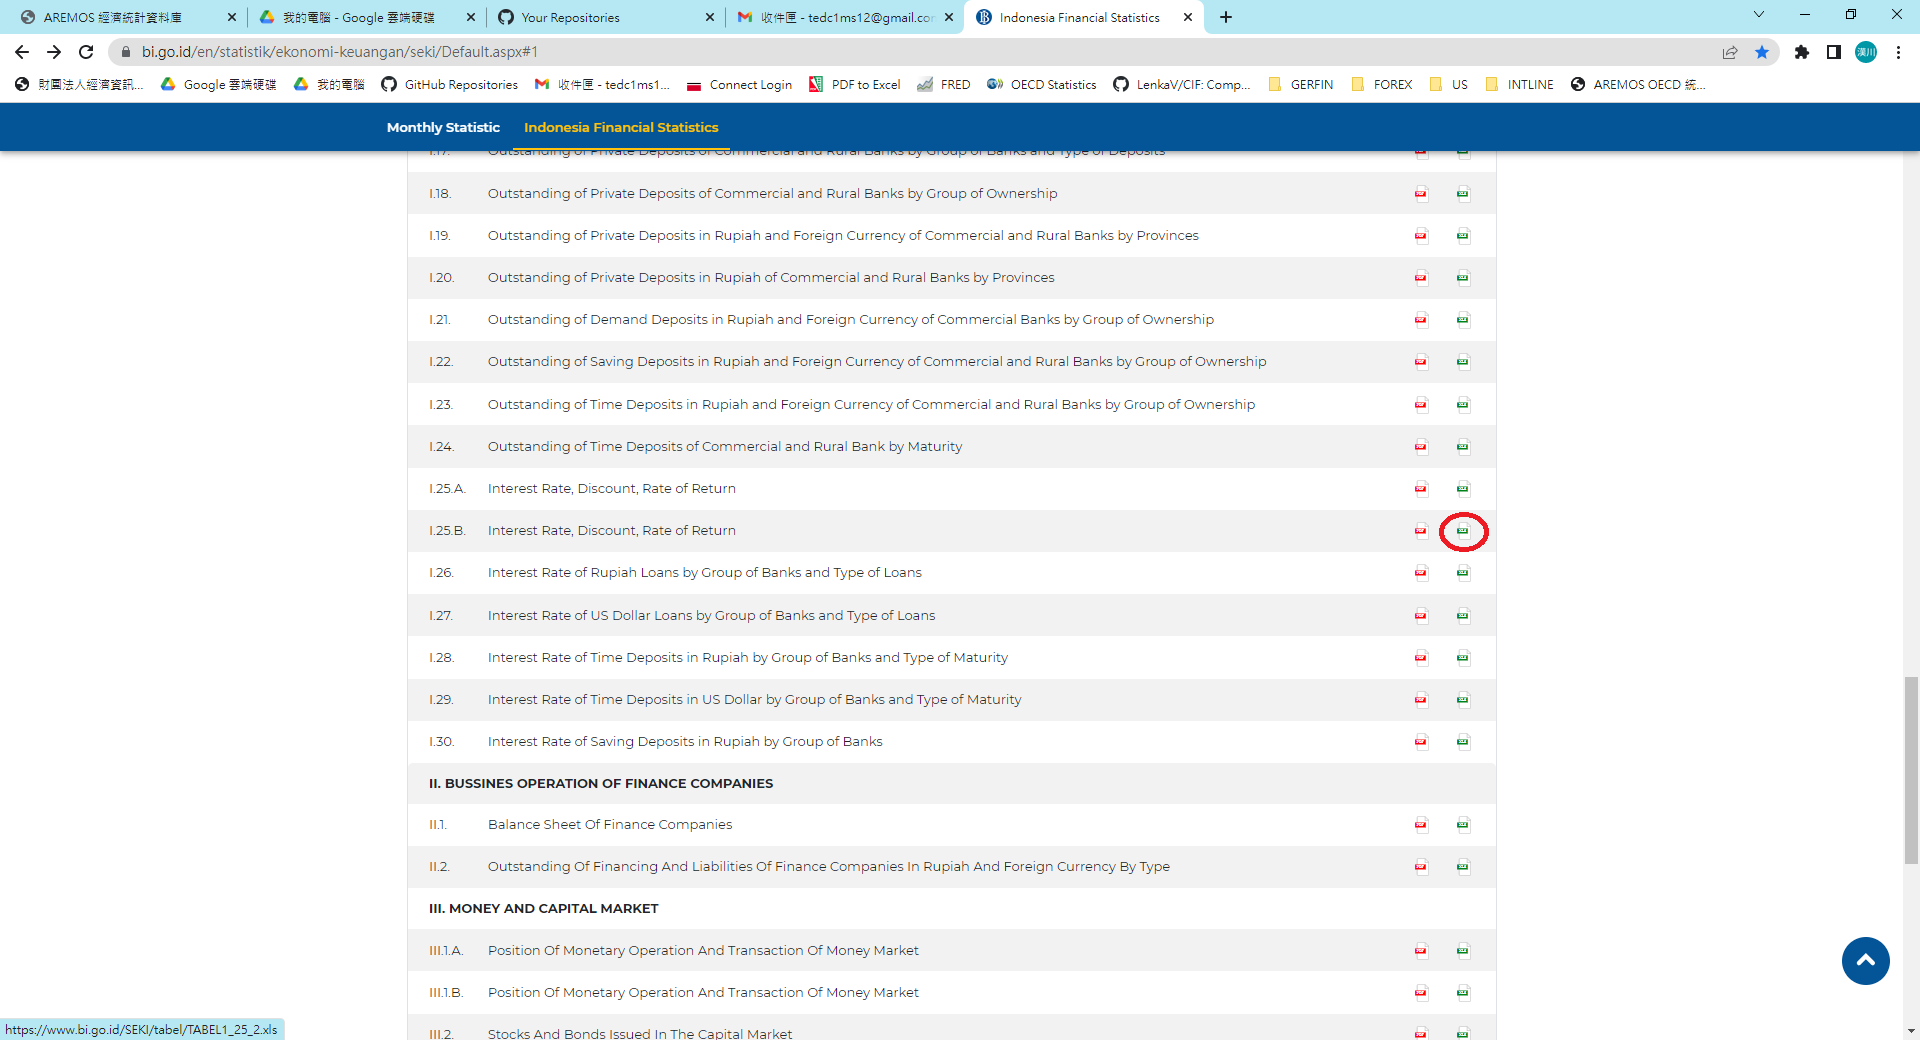 AREMOS 經濟統計資料庫
我的電腦 - Google 雲端硬碟
Your Repositories
收件匣 - tedc1ms12@gmail.cor
Indonesia Financial Statistics
bi.go.id/en/statistik/ekonomi-keuangan/seki/Default.aspx#1
漢川
財團法人經濟資訊...
Google 雲端硬碟
我的電腦
GitHub Repositories
收件匣 - tedc1ms1...
Connect Login
PDF to Excel
FRED
OECD Statistics
LenkaV/CIF: Comp...
GERFIN
FOREX
US
INTLINE
AREMOS OECD 統...
Monthly Statistic
Indonesia Financial Statistics
I.17. Outstanding of Private Deposits of Commercial and Rural Banks by Group of Banks and Type of Deposits
I.18. Outstanding of Private Deposits of Commercial and Rural Banks by Group of Ownership
I.19. Outstanding of Private Deposits in Rupiah and Foreign Currency of Commercial and Rural Banks by Provinces
I.20. Outstanding of Private Deposits in Rupiah of Commercial and Rural Banks by Provinces
I.21. Outstanding of Demand Deposits in Rupiah and Foreign Currency of Commercial Banks by Group of Ownership
I.22. Outstanding of Saving Deposits in Rupiah and Foreign Currency of Commercial and Rural Banks by Group of Ownership
I.23. Outstanding of Time Deposits in Rupiah and Foreign Currency of Commercial and Rural Banks by Group of Ownership
I.24. Outstanding of Time Deposits of Commercial and Rural Bank by Maturity
I.25.A. Interest Rate, Discount, Rate of Return
I.25.B. Interest Rate, Discount, Rate of Return
I.26. Interest Rate of Rupiah Loans by Group of Banks and Type of Loans
I.27. Interest Rate of US Dollar Loans by Group of Banks and Type of Loans
I.28. Interest Rate of Time Deposits in Rupiah by Group of Banks and Type of Maturity
I.29. Interest Rate of Time Deposits in US Dollar by Group of Banks and Type of Maturity
I.30. Interest Rate of Saving Deposits in Rupiah by Group of Banks
II. BUSSINES OPERATION OF FINANCE COMPANIES
II.1. Balance Sheet Of Finance Companies
II.2. Outstanding Of Financing And Liabilities Of Finance Companies In Rupiah And Foreign Currency By Type
III. MONEY AND CAPITAL MARKET
III.1.A. Position Of Monetary Operation And Transaction Of Money Market
III.1.B. Position Of Monetary Operation And Transaction Of Money Market
III.2. Stocks And Bonds Issued In The Capital Market
https://www.bi.go.id/SEKI/tabel/TABEL1_25_2.xls